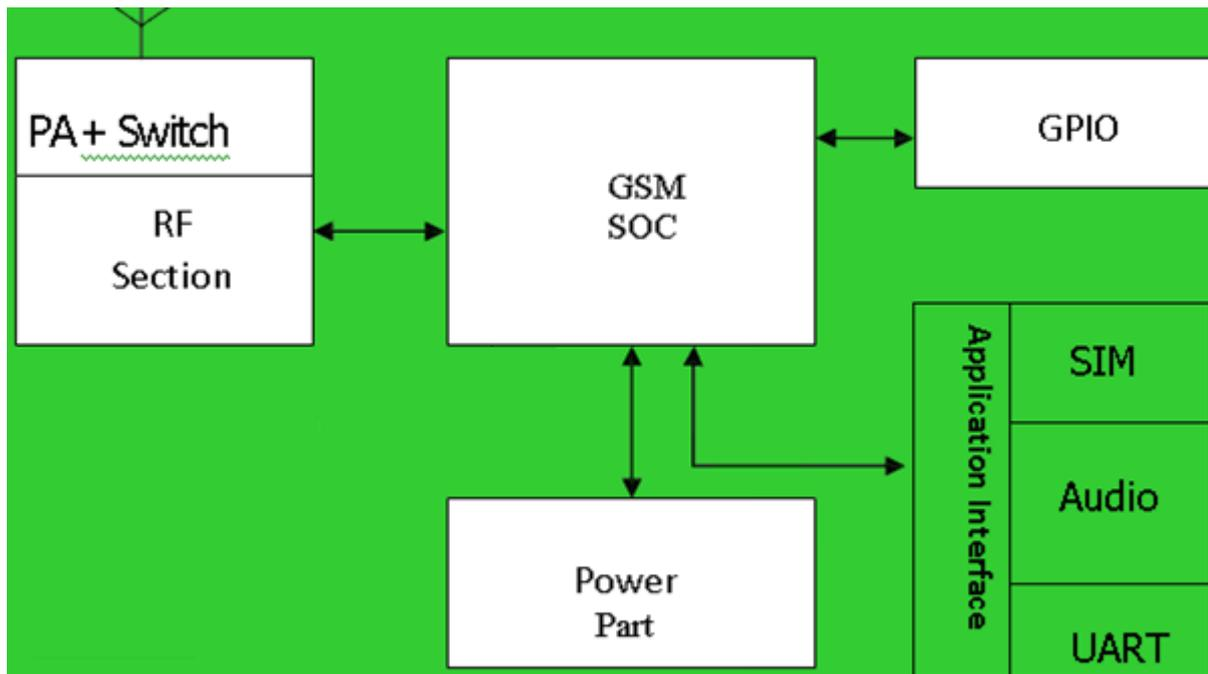 PA+ Switch
RF
Section
GSM
SOC
GPIO
Application Interface
SIM
Audio
UART
Power
Part